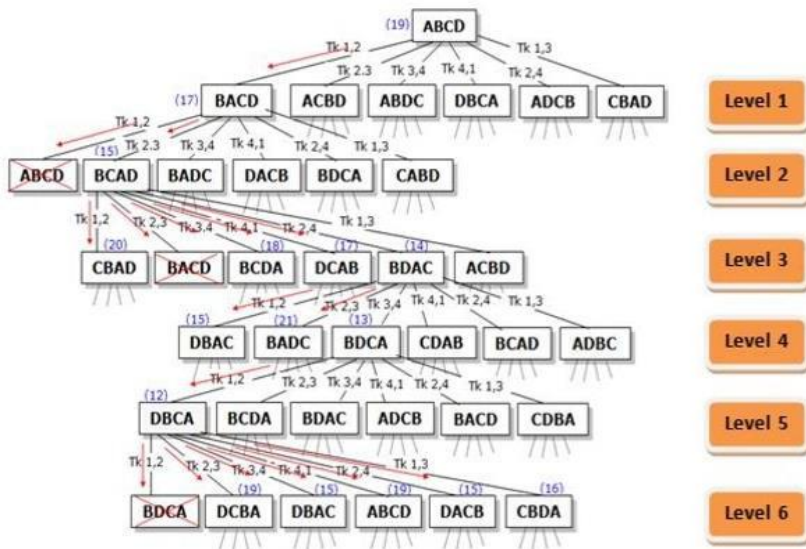 (19) ABCD
Tk 1,2 Tk 2.3 Tk 3,4 Tk 4,1 Tk 2,4 Tk 1,3
(17) BACD ACBD ABDC DBCA ADCB CBAD Level 1
Tk 1,2 Tk 2.3 Tk 3,4 Tk 4,1 Tk 2,4 Tk 1,3
(15)
ABCD BCAD BADC DACB BDCA CABD Level 2
Tk 1,2 Tk 2,3 Tk 3,4 Tk 4,1 Tk 2,4 Tk 1,3
(20) (18) (17) (14)
CBAD BACD BCDA DCAB BDAC ACBD Level 3
Tk 1,2 Tk 2,3 Tk 3,4 Tk 4,1 Tk 2,4 Tk 1,3
(15) (21) (13)
DBAC BADC BDCA CDAB BCAD ADBC Level 4
Tk 1,2 Tk 2,3 Tk 3,4 Tk 4,1 Tk 2,4 Tk 1,3
(12)
DBCA BCDA BDAC ADCB BACD CDBA Level 5
Tk 1,2 Tk 2,3 Tk 3,4 Tk 4,1 Tk 2,4 Tk 1,3
(19) (15) (19) (15) (16)
BDCA DCBA DBAC ABCD DACB CBDA Level 6